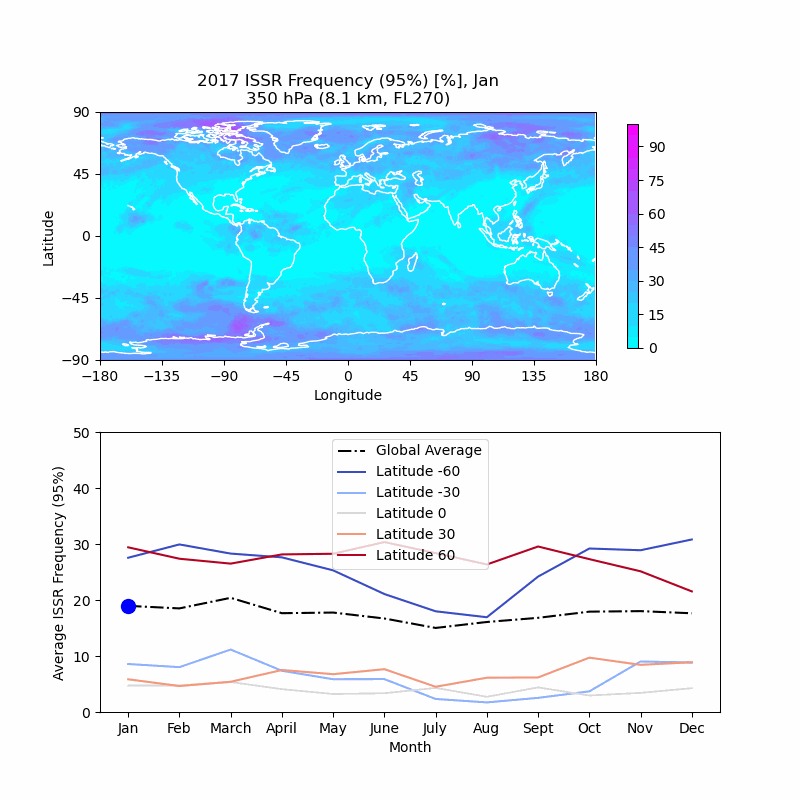 2017 ISSR Frequency (95%) [%], Jan
350 hPa (8.1 km, FL270)
90
45
0
−45
−90
Latitude
−180 −135 −90 −45 0 45 90 135 180
Longitude
90
75
60
45
30
15
0
50
40
30
20
10
0
Average ISSR Frequency (95%)
Global Average
Latitude -60
Latitude -30
Latitude 0
Latitude 30
Latitude 60
Jan Feb March April May June July Aug Sept Oct Nov Dec
Month